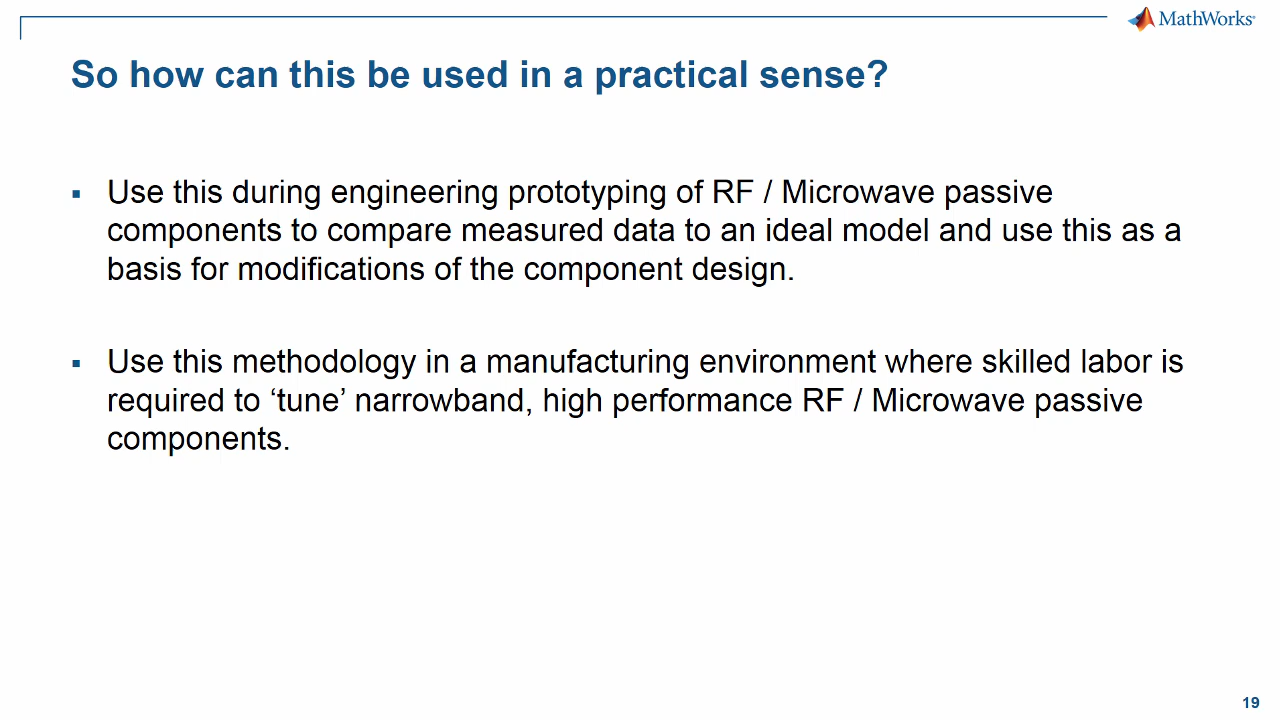 MathWorks®
So how can this be used in a practical sense?
▪ Use this during engineering prototyping of RF / Microwave passive
components to compare measured data to an ideal model and use this as a
basis for modifications of the component design.
▪ Use this methodology in a manufacturing environment where skilled labor is
required to ‘tune’ narrowband, high performance RF / Microwave passive
components.
19